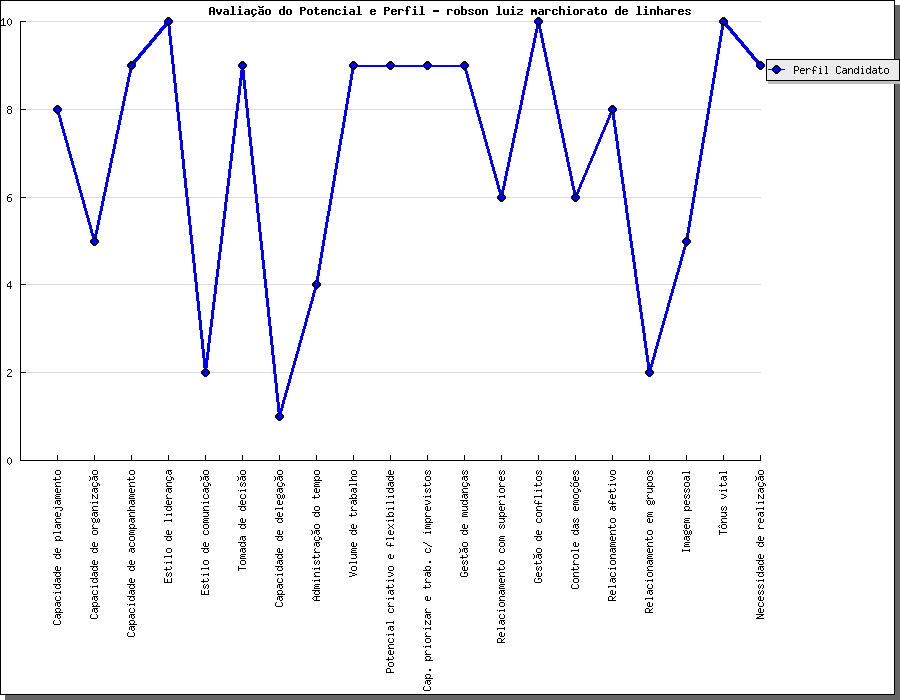 Avaliação do Potencial e Perfil - robson luiz marchiorato de linhares
10
8
6
4
2
0
Perfil Candidato
Capacidade de planejamento
Capacidade de organização
Capacidade de acompanhamento
Estilo de liderança
Estilo de comunicação
Tomada de decisão
Capacidade de delegação
Administração do tempo
Volume de trabalho
Potencial criativo e flexibilidade
Cap. priorizar e trab. c/ imprevistos
Gestão de mudanças
Relacionamento com superiores
Gestão de conflitos
Controle das emoções
Relacionamento afetivo
Relacionamento em grupos
Imagem pessoal
Tônus vital
Necessidade de realização